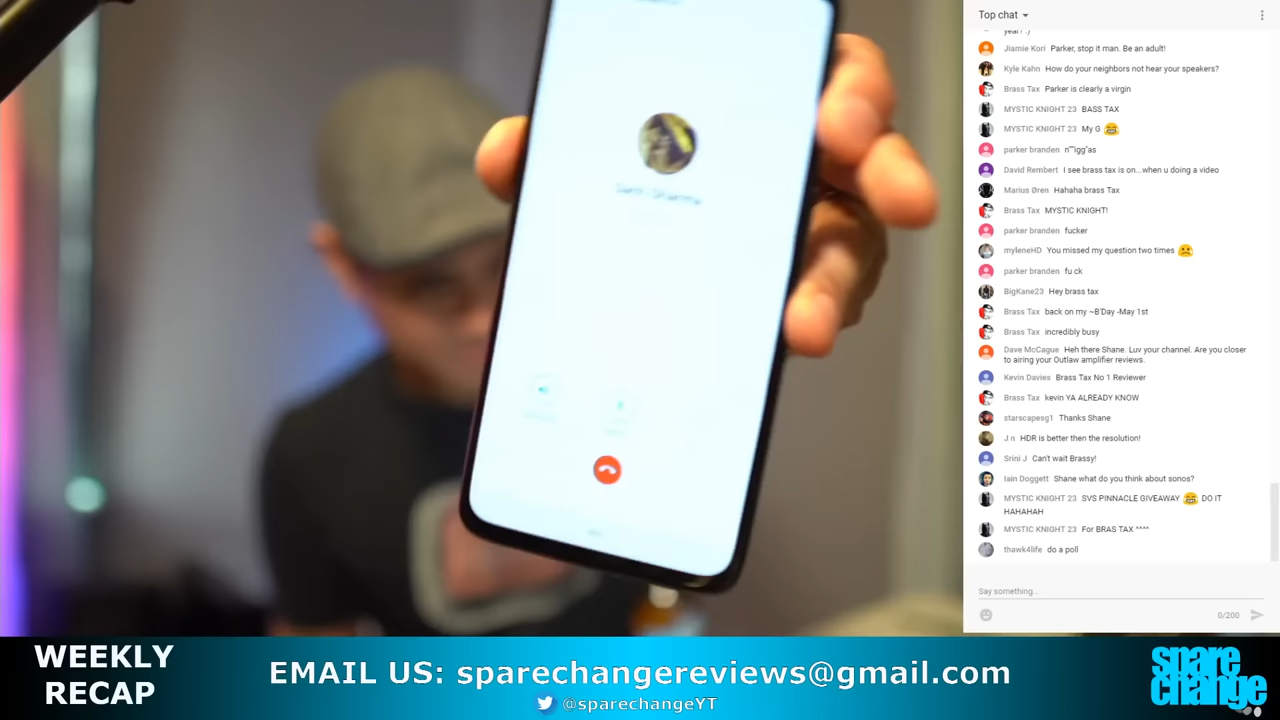 Top chat
Jiamie Kori Parker, stop it man. Be an adult!
Kyle Kahn How do your neighbors not hear your speakers?
Brass Tax Parker is clearly a virgin
MYSTIC KNIGHT 23 BASS TAX
MYSTIC KNIGHT 23 My G 😂
parker branden n""igg"as
David Rembert I see brass tax is on...when u doing a video
Marius Øren Hahaha brass Tax
Brass Tax MYSTIC KNIGHT!
parker branden fucker
myleneHD You missed my question two times 🙁
parker branden fu ck
BigKane23 Hey brass tax
Brass Tax back on my ~B'Day -May 1st
Brass Tax incredibly busy
Dave McCague Heh there Shane. Luv your channel. Are you closer
to airing your Outlaw amplifier reviews.
Kevin Davies Brass Tax No 1 Reviewer
Brass Tax kevin YA ALREADY KNOW
starscapesg1 Thanks Shane
J n HDR is better then the resolution!
Srini J Can't wait Brassy!
Iain Doggett Shane what do you think about sonos?
MYSTIC KNIGHT 23 SVS PINNACLE GIVEAWAY 😂 DO IT
HAHAHAH
MYSTIC KNIGHT 23 For BRAS TAX ^^^^
thawk4life do a poll
Say something...
0/200
WEEKLY
RECAP
EMAIL US: sparechangereviews@gmail.com
@sparechangeYT
spare
change